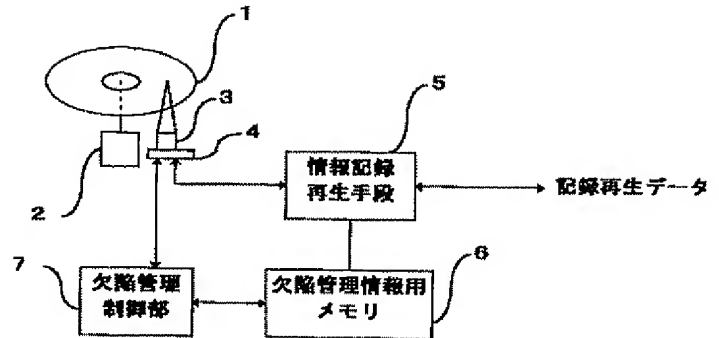 1
3
5
4
情報記録
再生手段
記録再生データ
2
7
6
欠陥管理
制御部
欠陥管理情報用
メモリ